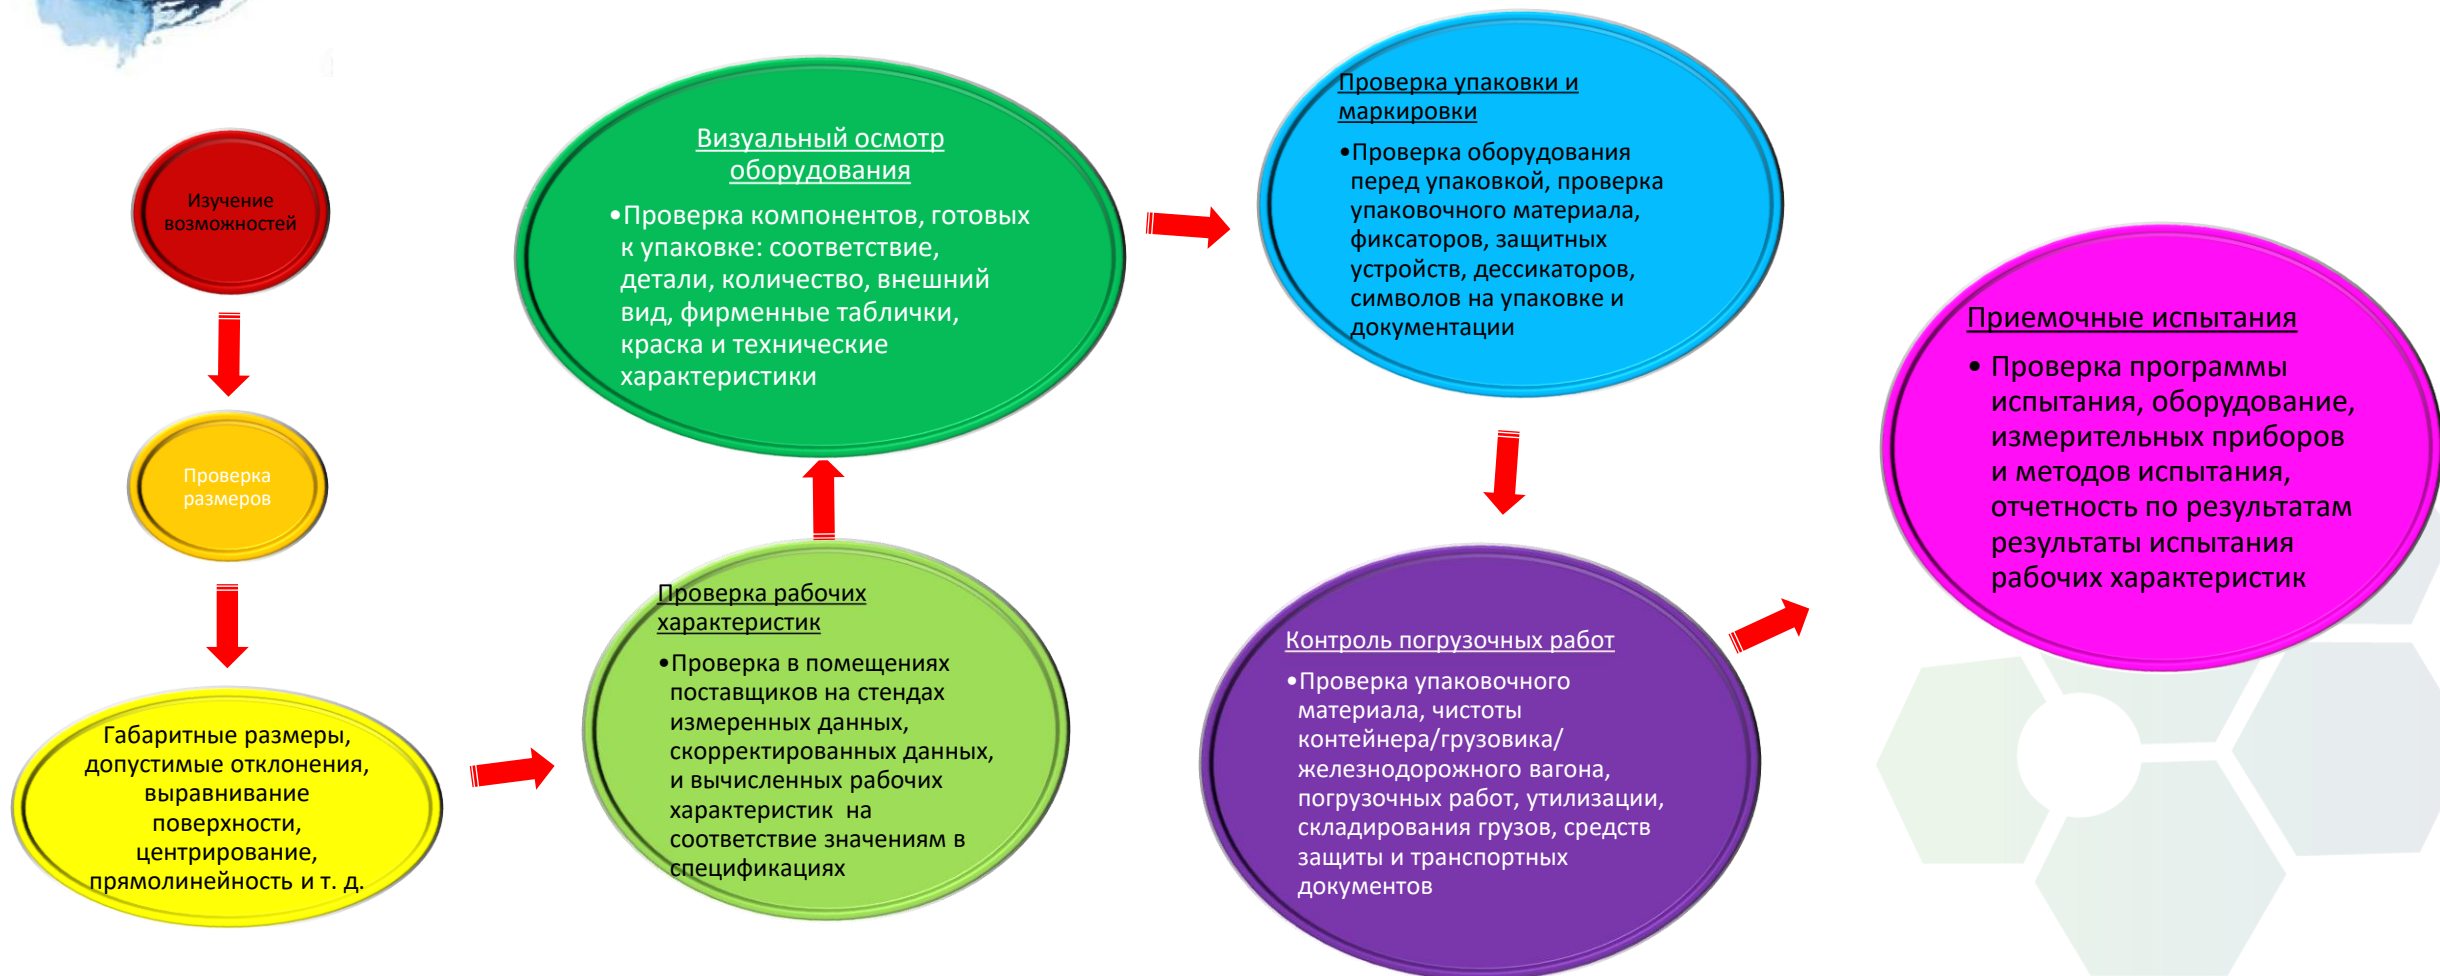 Изучение
возможностей
Проверка
размеров
Габаритные размеры,
допустимые отклонения,
выравнивание
поверхности,
центрирование,
прямолинейность и т. д.
Проверка рабочих
характеристик
•Проверка в помещениях
поставщиков на стендах
измеренных данных,
скорректированных данных,
и вычисленных рабочих
характеристик на
соответствие значениям в
спецификациях
Визуальный осмотр
оборудования
•Проверка компонентов, готовых
к упаковке: соответствие,
детали, количество, внешний
вид, фирменные таблички,
краска и технические
характеристики
Проверка упаковки и
маркировки
•Проверка оборудования
перед упаковкой, проверка
упаковочного материала,
фиксаторов, защитных
устройств, дессикаторов,
символов на упаковке и
документации
Контроль погрузочных работ
•Проверка упаковочного
материала, чистоты
контейнера/грузовика/
железнодорожного вагона,
погрузочных работ, утилизации,
складирования грузов, средств
защиты и транспортных
документов
Приемочные испытания
• Проверка программы
испытания, оборудование,
измерительных приборов
и методов испытания,
отчетность по результатам
результаты испытания
рабочих характеристик